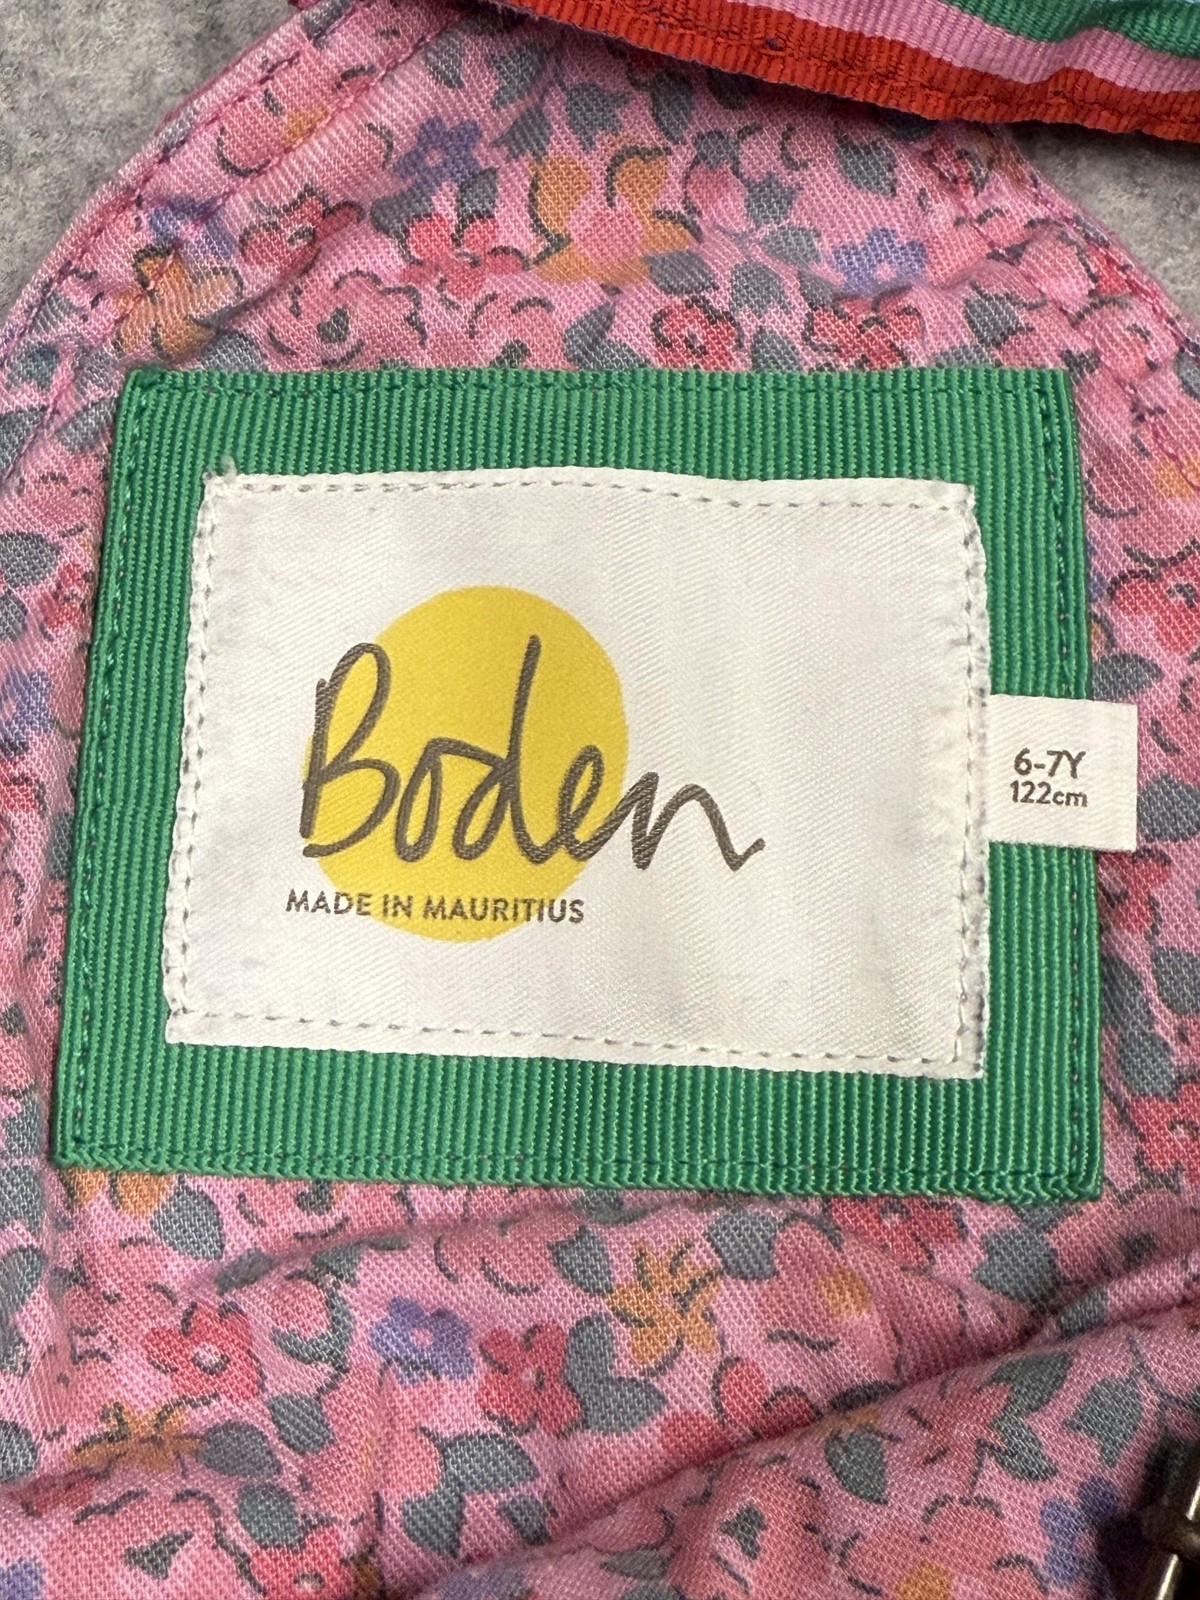 Boden
MADE IN MAURITIUS
6-7Y
122cm